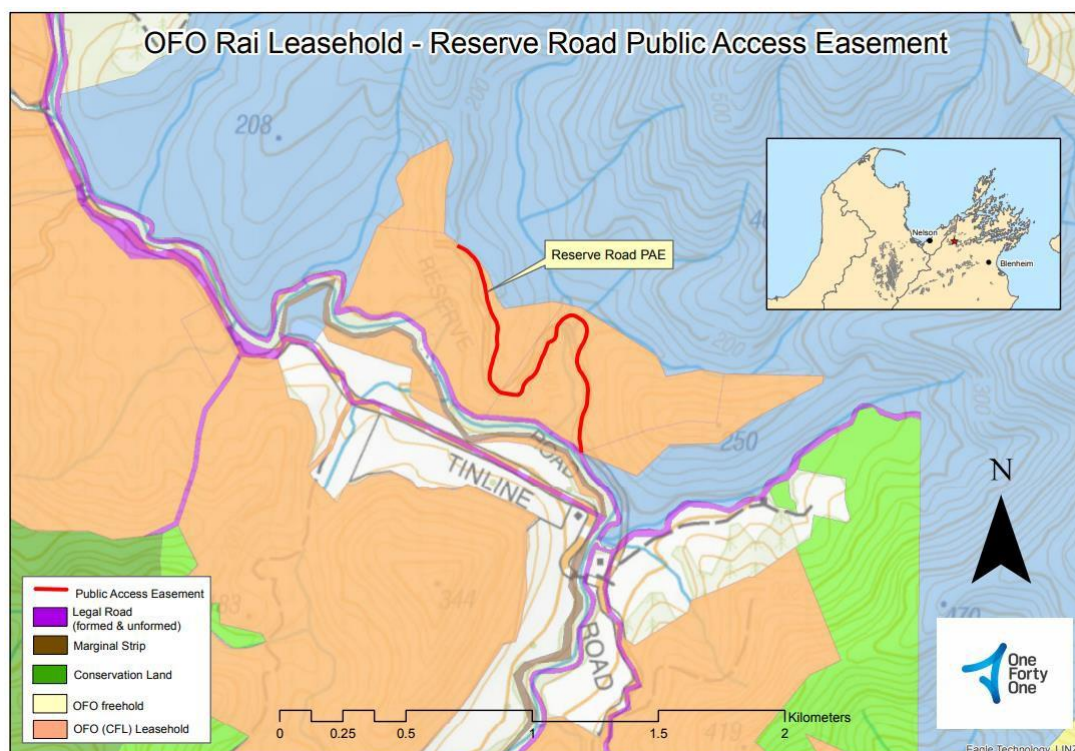 OFO Rai Leasehold - Reserve Road Public Access Easement
208
500
Nelson
Blenheim
Reserve Road PAE
RESERVE
200
250
300
ROAD
TINLINE
N
344
470
ROAD
419
Public Access Easement
Legal Road
(formed & unformed)
Marginal Strip
Conservation Land
OFO freehold
OFO (CFL) Leasehold
0 0.25 0.5 1 1.5 2
Kilometers
One
Forty
One
Eagle Technology, LINZ